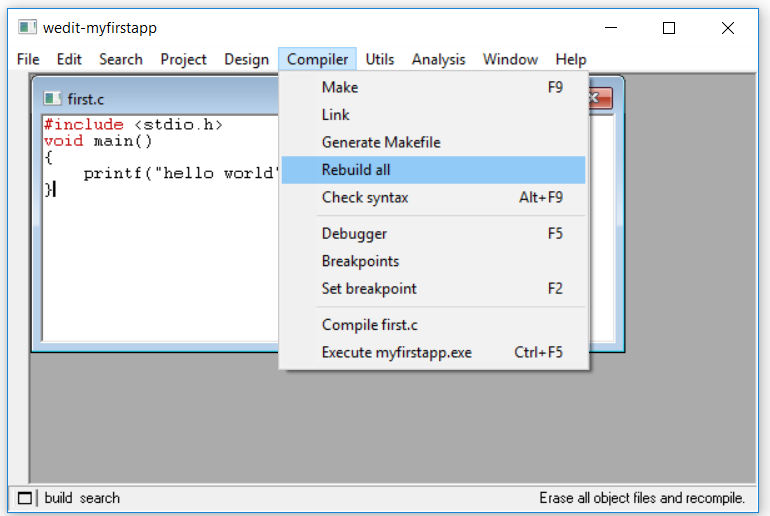 wedit-myfirstapp
File Edit Search Project Design Compiler Utils Analysis Window Help
first.c
#include <stdio.h>
void main()
{
printf("hello world"
}
Make F9
Link
Generate Makefile
Rebuild all
Check syntax Alt+F9
Debugger F5
Breakpoints
Set breakpoint F2
Compile first.c
Execute myfirstapp.exe Ctrl+F5
build search Erase all object files and recompile.